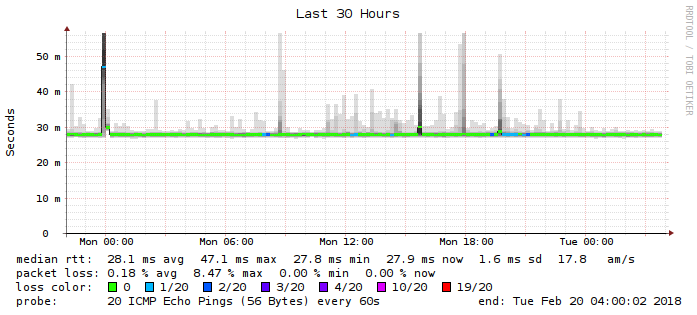 Last 30 Hours
RRDTOOL / TOBI OETIKER
Seconds
50 m
40 m
30 m
20 m
10 m
0
Mon 00:00 Mon 06:00 Mon 12:00 Mon 18:00 Tue 00:00
median rtt: 28.1 ms avg 47.1 ms max 27.8 ms min 27.9 ms now 1.6 ms sd 17.8 am/s
packet loss: 0.18 % avg 8.47 % max 0.00 % min 0.00 % now
loss color: 0 1/20 2/20 3/20 4/20 10/20 19/20
probe: 20 ICMP Echo Pings (56 Bytes) every 60s end: Tue Feb 20 04:00:02 2018